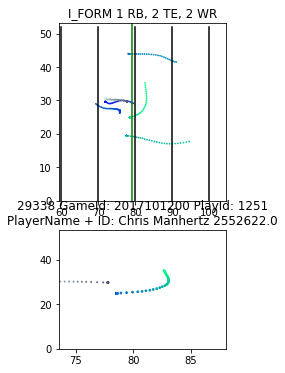 I_FORM 1 RB, 2 TE, 2 WR
50
40
30
20
10
0
60 70 80 90 100
29338 GameId: 2017101200 PlayId: 1251
PlayerName + ID: Chris Manhertz 2552622.0
40
20
0
75 80 85